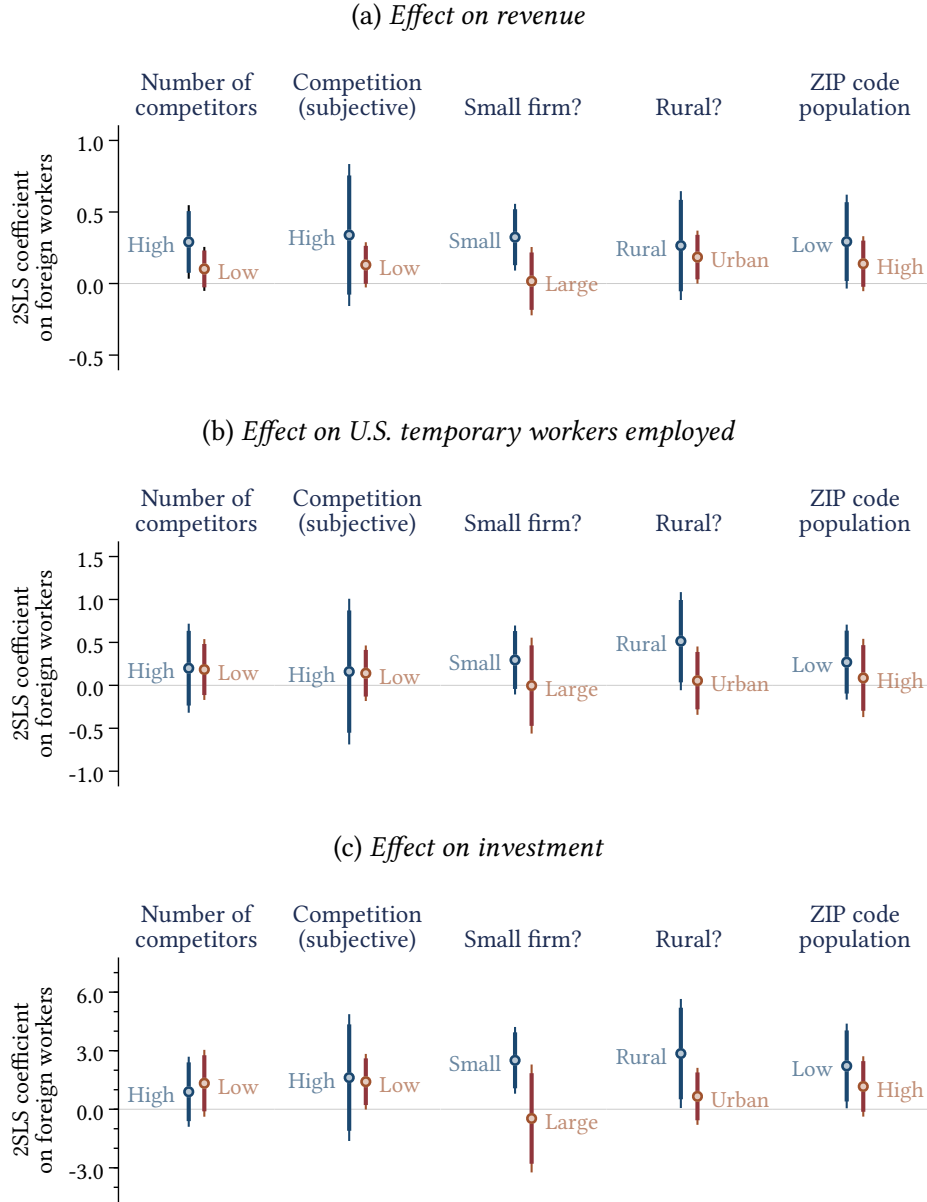 (a) Effect on revenue
Number of competitors
Competition (subjective)
Small firm?
Rural?
ZIP code population
2SLS coefficient
on foreign workers
1.0
0.5
0.0
-0.5
High
Low
High
Low
Small
Large
Rural
Urban
Low
High
(b) Effect on U.S. temporary workers employed
Number of competitors
Competition (subjective)
Small firm?
Rural?
ZIP code population
2SLS coefficient
on foreign workers
1.5
1.0
0.5
0.0
-0.5
-1.0
High
Low
High
Low
Small
Large
Rural
Urban
Low
High
(c) Effect on investment
Number of competitors
Competition (subjective)
Small firm?
Rural?
ZIP code population
2SLS coefficient
on foreign workers
6.0
3.0
0.0
-3.0
High
Low
High
Low
Small
Large
Rural
Urban
Low
High